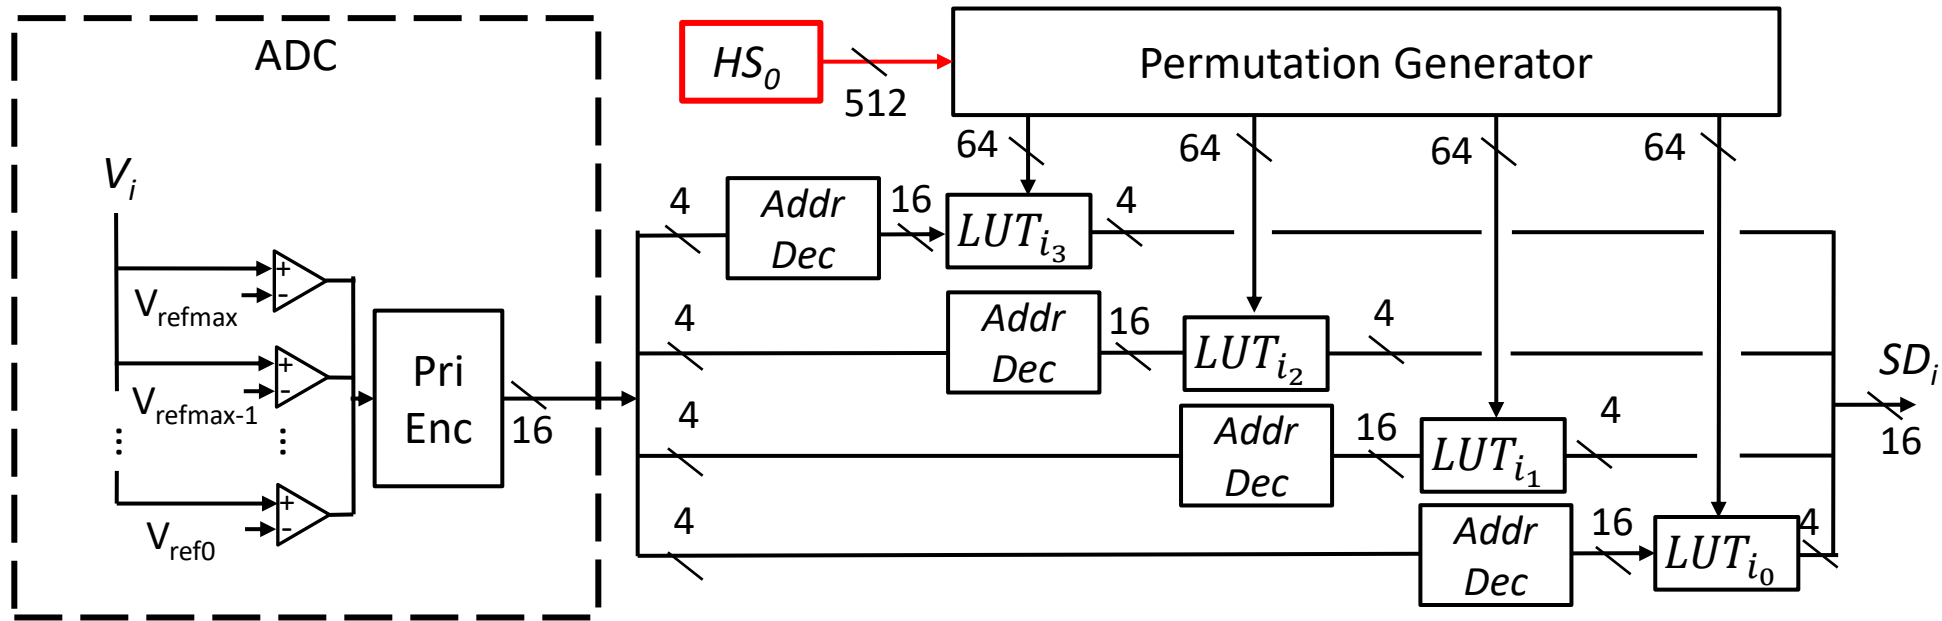 ADC
HS0
512
Permutation Generator
64
64
64
64
Vi
4
Addr
Dec
16
LUTi3
4
+
-
Vrefmax
4
Addr
Dec
16
LUTi2
4
+
-
Vrefmax-1
Pri
Enc
16
4
Addr
Dec
16
LUTi1
4
SDi
16
...
...
+
-
Vref0
4
Addr
Dec
16
LUTi0
4